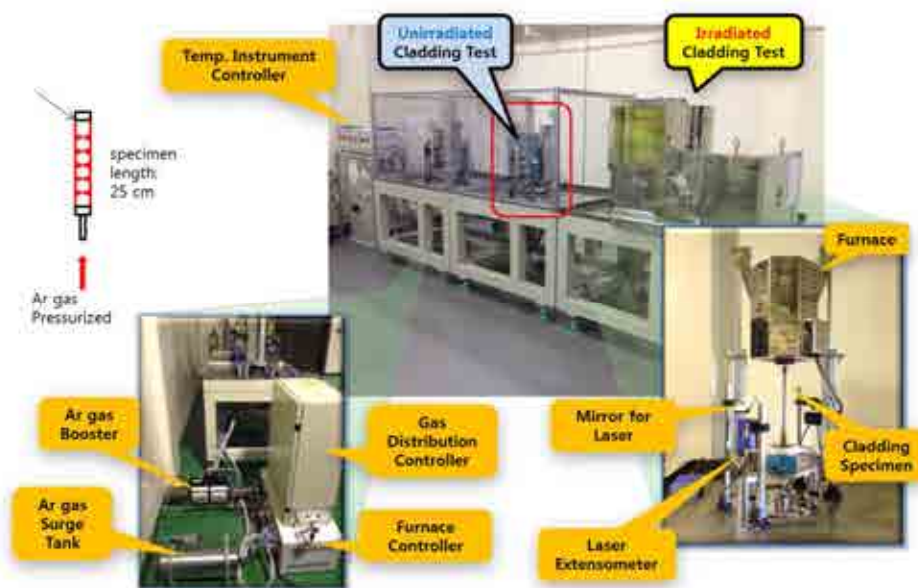 Unirradiated
Cladding Test
Irradiated
Cladding Test
Temp. Instrument
Controller
specimen
length:
25 cm
Ar gas
Pressurized
Furnace
Ar gas
Booster
Gas
Distribution
Controller
Mirror for
Laser
Cladding
Specimen
Ar gas
Surge
Tank
Furnace
Controller
Laser
Extensometer